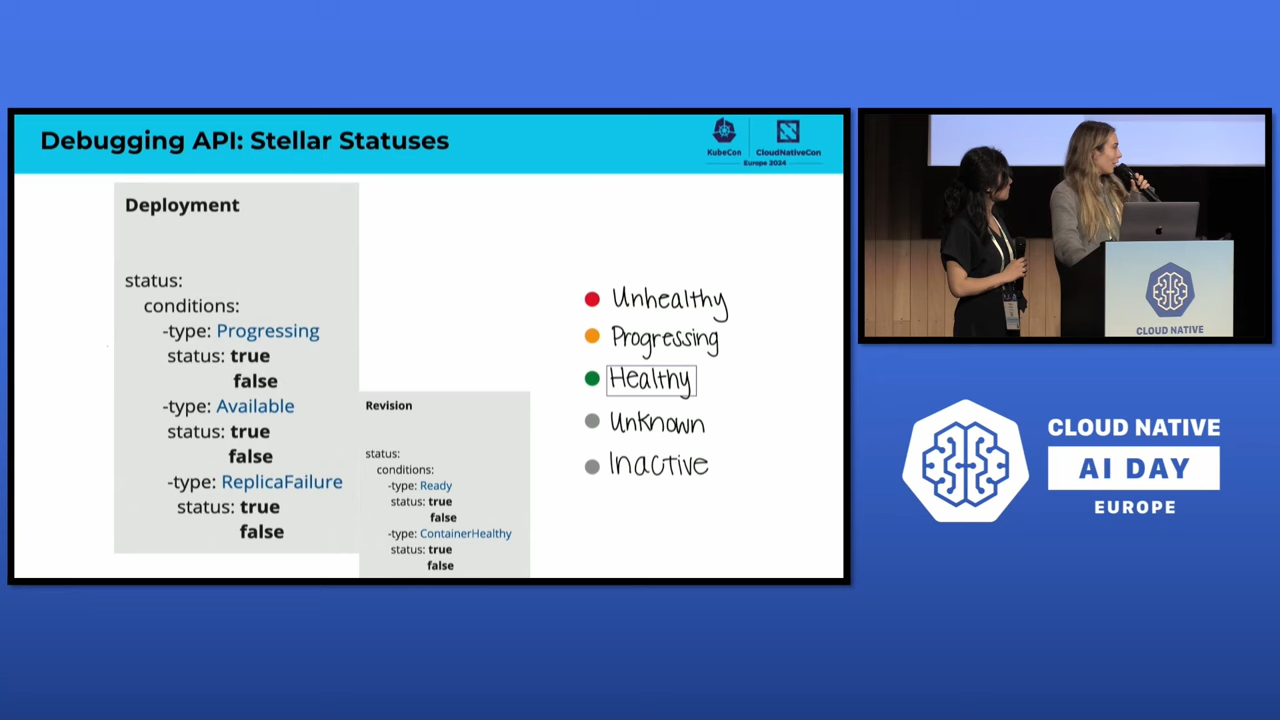 Debugging API: Stellar Statuses
KubeCon
CloudNativeCon
Europe 2024
Deployment
status:
conditions:
-type: Progressing
status: true
false
-type: Available
status: true
false
-type: ReplicaFailure
status: true
false
Revision
status:
conditions:
-type: Ready
status: true
false
-type: ContainerHealthy
status: true
false
Unhealthy
Progressing
Healthy
Unknown
Inactive
CLOUD NATIVE
CLOUD NATIVE
AI DAY
EUROPE